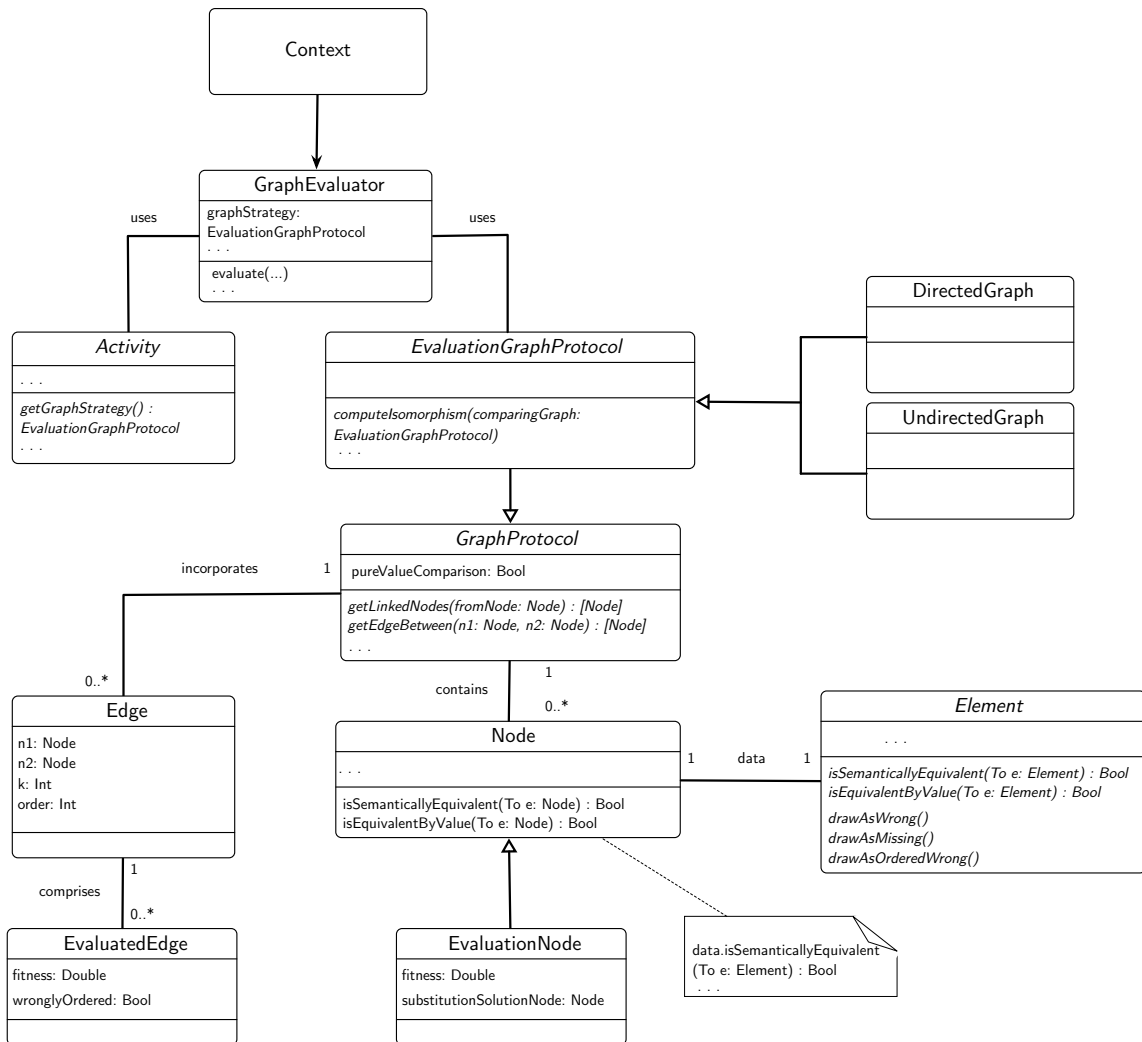 Context
GraphEvaluator
graphStrategy:
EvaluationGraphProtocol
. . .
evaluate(...)
. . .
uses
uses
DirectedGraph
UndirectedGraph
Activity
. . .
getGraphStrategy() :
EvaluationGraphProtocol
. . .
EvaluationGraphProtocol
computeIsomorphism(comparingGraph:
EvaluationGraphProtocol)
. . .
GraphProtocol
pureValueComparison: Bool
getLinkedNodes(fromNode: Node) : [Node]
getEdgeBetween(n1: Node, n2: Node) : [Node]
. . .
incorporates
1
0..*
contains
1
0..*
Edge
n1: Node
n2: Node
k: Int
order: Int
Node
. . .
isSemanticallyEquivalent(To e: Node) : Bool
isEquivalentByValue(To e: Node) : Bool
1
data
1
Element
. . .
isSemanticallyEquivalent(To e: Element) : Bool
isEquivalentByValue(To e: Element) : Bool
drawAsWrong()
drawAsMissing()
drawAsOrderedWrong()
comprises
1
0..*
EvaluatedEdge
fitness: Double
wronglyOrdered: Bool
EvaluationNode
fitness: Double
substitutionSolutionNode: Node
data.isSemanticallyEquivalent
(To e: Element) : Bool
. . .